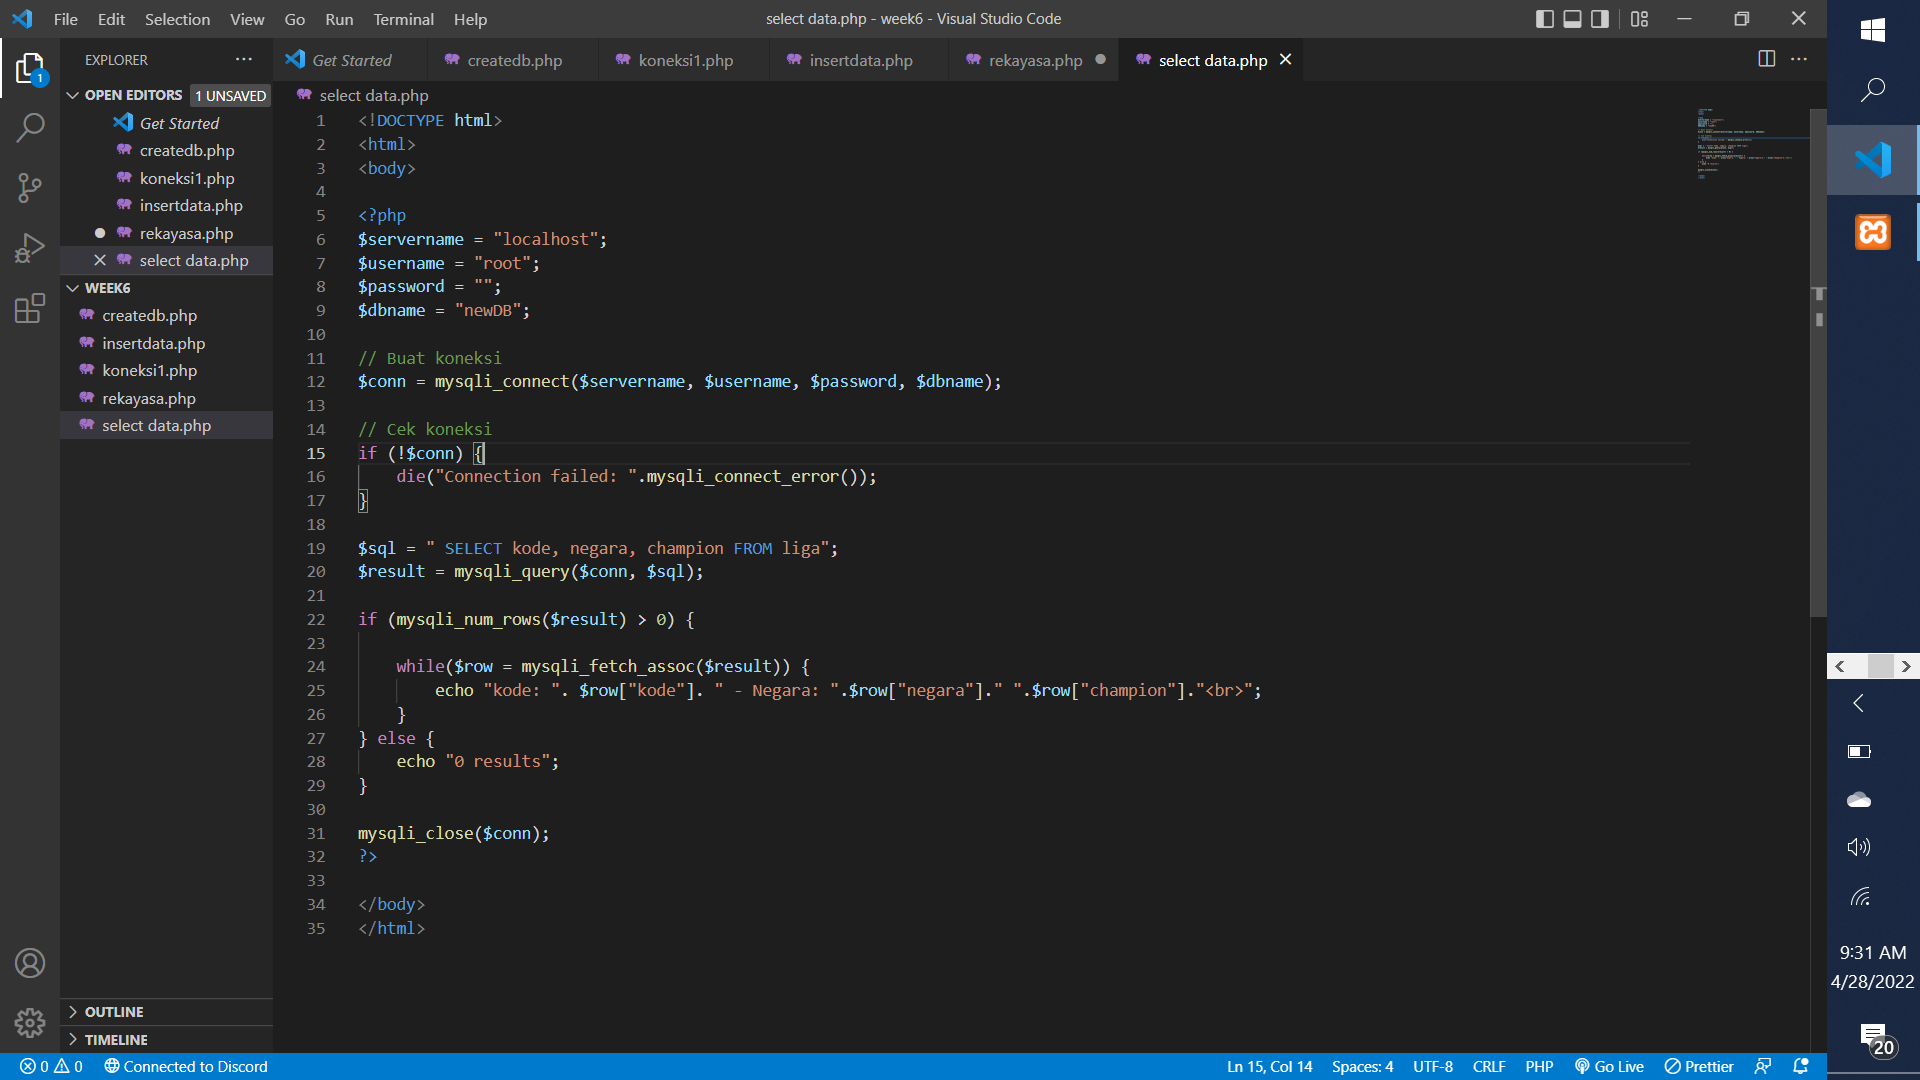 File Edit Selection View Go Run Terminal Help
select data.php - week6 - Visual Studio Code
EXPLORER
OPEN EDITORS 1 UNSAVED
Get Started
createdb.php
koneksi1.php
insertdata.php
rekayasa.php
select data.php
WEEK6
createdb.php
insertdata.php
koneksi1.php
rekayasa.php
select data.php
OUTLINE
TIMELINE
Get Started createdb.php koneksi1.php insertdata.php rekayasa.php select data.php
select data.php
1 <!DOCTYPE html>
2 <html>
3 <body>
4
5 <?php
6 $servername = "localhost";
7 $username = "root";
8 $password = "";
9 $dbname = "newDB";
10
11 // Buat koneksi
12 $conn = mysqli_connect($servername, $username, $password, $dbname);
13
14 // Cek koneksi
15 if (!$conn) {
16 die("Connection failed: ".mysqli_connect_error());
17 }
18
19 $sql = " SELECT kode, negara, champion FROM liga";
20 $result = mysqli_query($conn, $sql);
21
22 if (mysqli_num_rows($result) > 0) {
23
24 while($row = mysqli_fetch_assoc($result)) {
25 echo "kode: ". $row["kode"]. " - Negara: ".$row["negara"]." ".$row["champion"]."<br>";
26 }
27 } else {
28 echo "0 results";
29 }
30
31 mysqli_close($conn);
32 ?>
33
34 </body>
35 </html>
0 0 Connected to Discord
Ln 15, Col 14 Spaces: 4 UTF-8 CRLF PHP Go Live Prettier
1
9:31 AM
4/28/2022
20